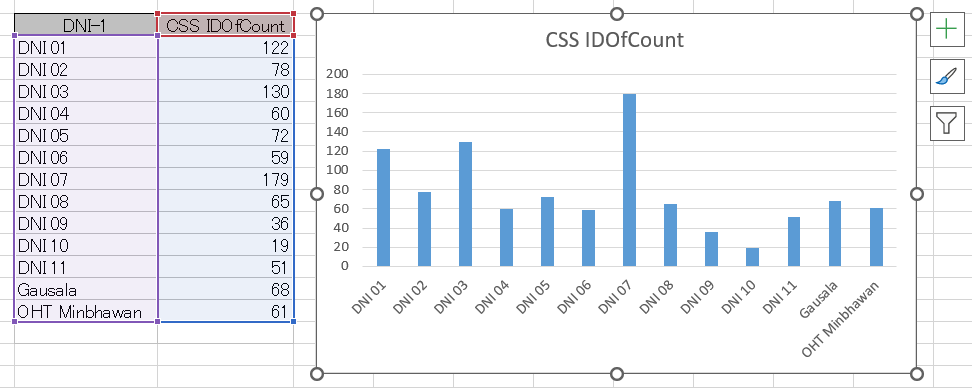 DNI-1 CSS IDOfCount
DNI 01 122
DNI 02 78
DNI 03 130
DNI 04 60
DNI 05 72
DNI 06 59
DNI 07 179
DNI 08 65
DNI 09 36
DNI 10 19
DNI 11 51
Gausala 68
OHT Minbhawan 61
CSS IDOfCount
200
180
160
140
120
100
80
60
40
20
0
DNI 01 DNI 02 DNI 03 DNI 04 DNI 05 DNI 06 DNI 07 DNI 08 DNI 09 DNI 10 DNI 11 Gausala OHT Minbhawan